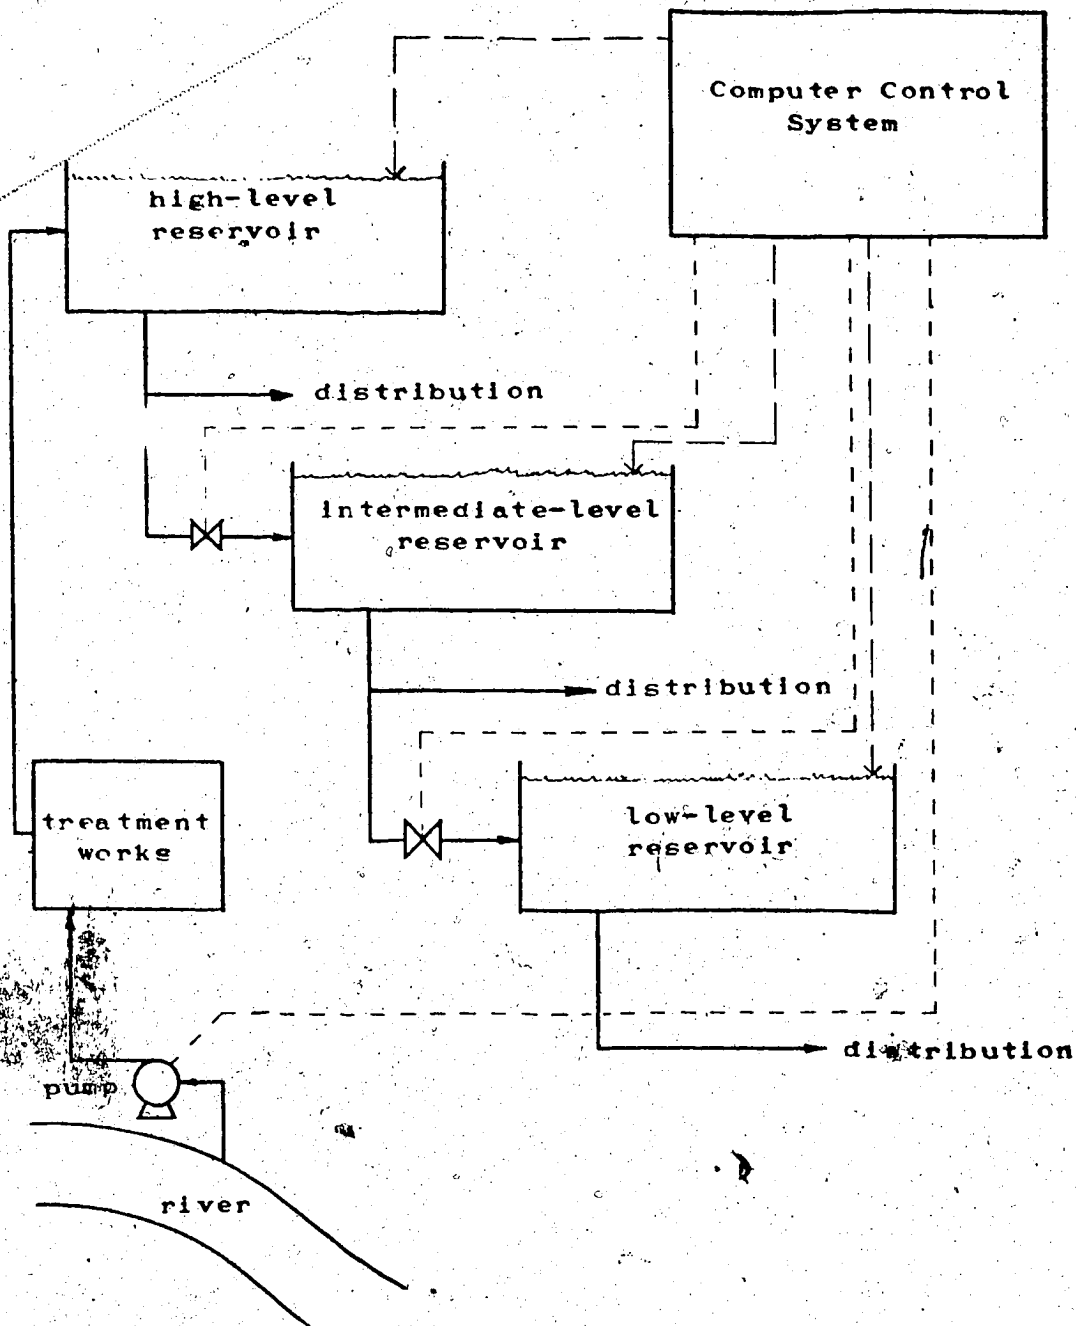 Computer Control
System
high-level
reservoir
distribution
intermediate-level
reservoir
distribution
treatment
works
low-level
reservoir
distribution
pump
river